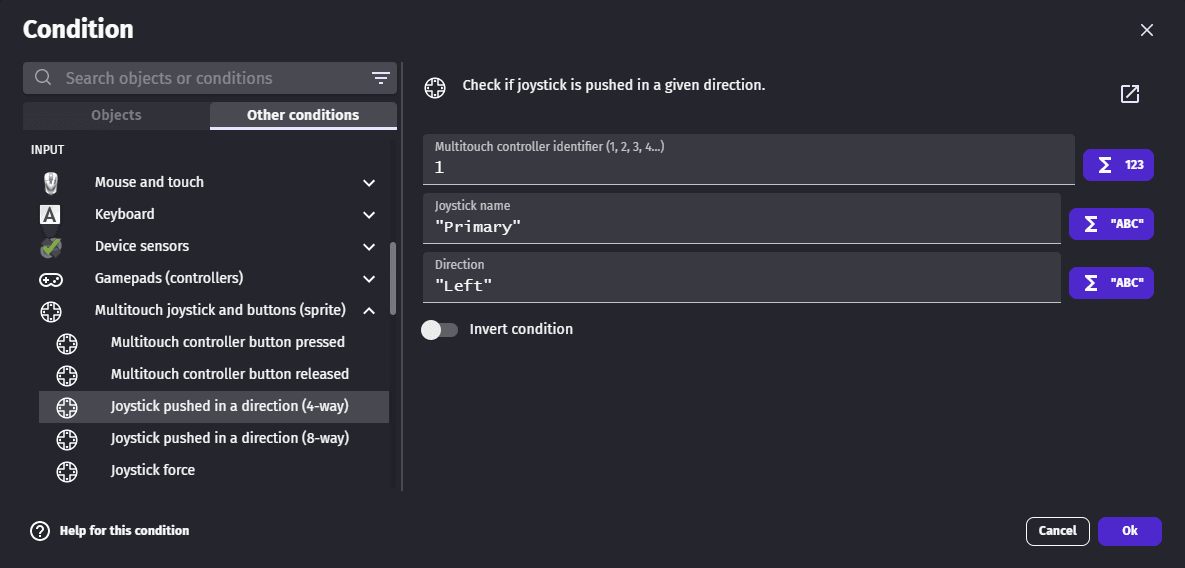 Condition
Search objects or conditions
Objects
Other conditions
INPUT
Mouse and touch
A
Keyboard
Device sensors
Gamepads (controllers)
Multitouch joystick and buttons (sprite)
Multitouch controller button pressed
Multitouch controller button released
Joystick pushed in a direction (4-way)
Joystick pushed in a direction (8-way)
Joystick force
Check if joystick is pushed in a given direction.
Multitouch controller identifier (1, 2, 3, 4...)
1
Σ 123
Joystick name
"Primary"
Σ "ABC"
Direction
"Left"
Σ "ABC"
Invert condition
? Help for this condition
Cancel
Ok